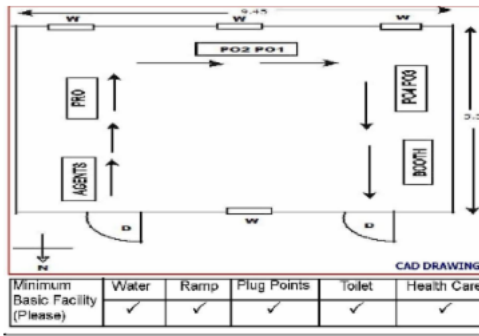 9.45
W W W
PO2 PO1
PRO
PO4 PO3
AGENTS
BOOTH
W
D D
N
CAD DRAWING
Minimum Basic Facility (Please) Water Ramp Plug Points Toilet Health Care
✓ ✓ ✓ ✓ ✓